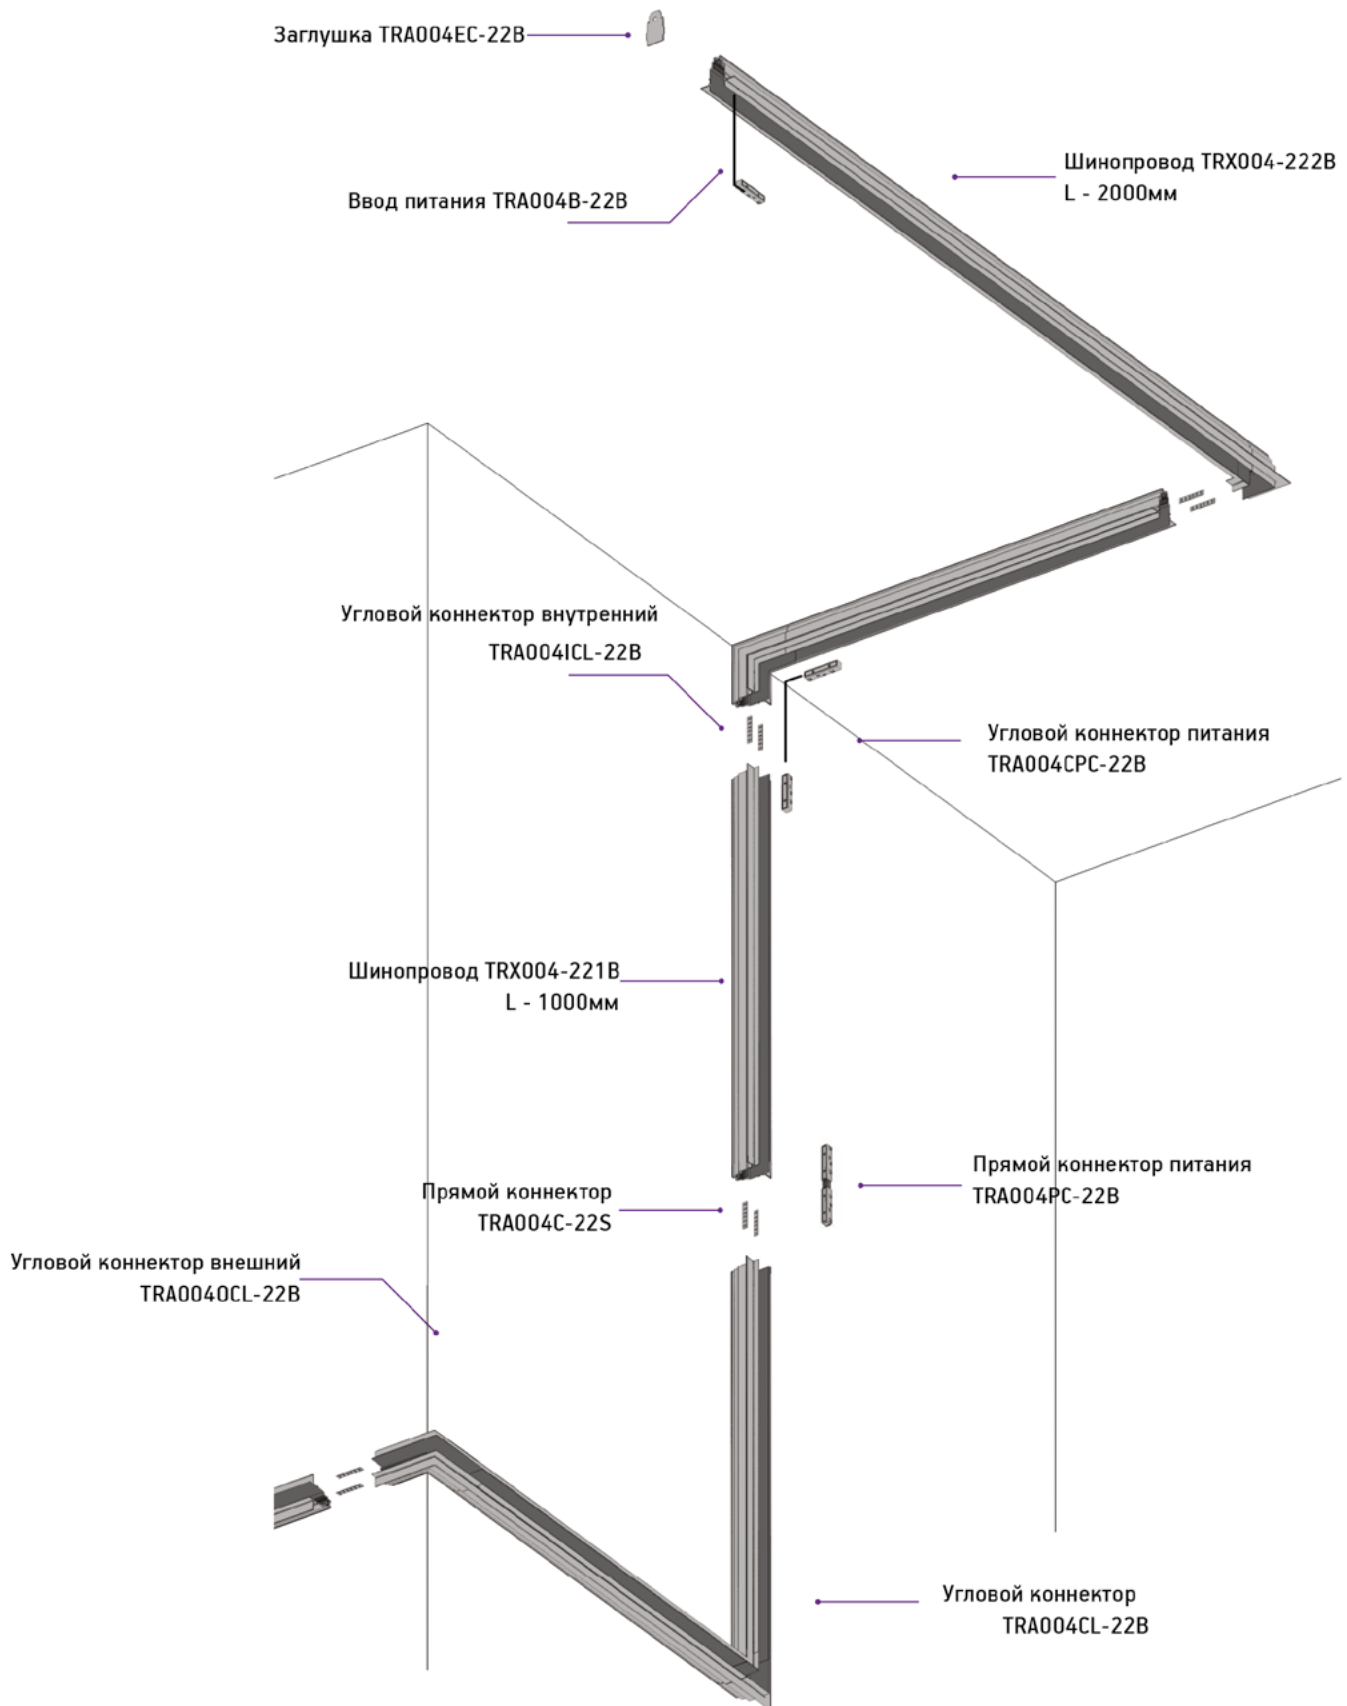 Заглушка TRA004EC-22B
Шинопровод TRX004-222B
L - 2000мм
Ввод питания TRA004B-22B
Угловой коннектор внутренний
TRA004ICL-22B
Угловой коннектор питания
TRA004CPC-22B
Шинопровод TRX004-221B
L - 1000мм
Прямой коннектор питания
TRA004PC-22B
Прямой коннектор
TRA004C-22S
Угловой коннектор внешний
TRA004OCL-22B
Угловой коннектор
TRA004CL-22B